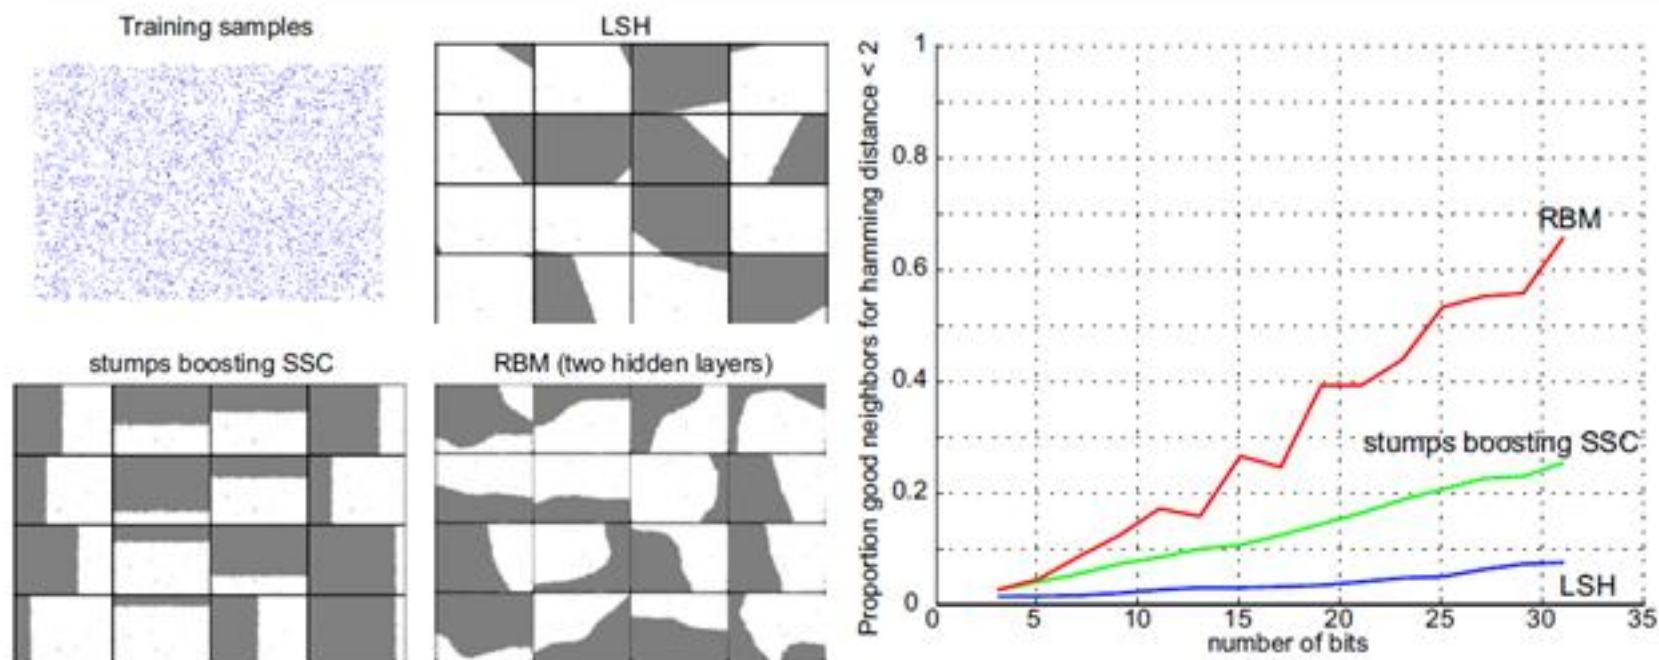 Training samples
LSH
stumps boosting SSC
RBM (two hidden layers)
Proportion good neighbors for hamming distance < 2
1
0.8
0.6
0.4
0.2
0
RBM
stumps boosting SSC
LSH
0 5 10 15 20 25 30 35
number of bits